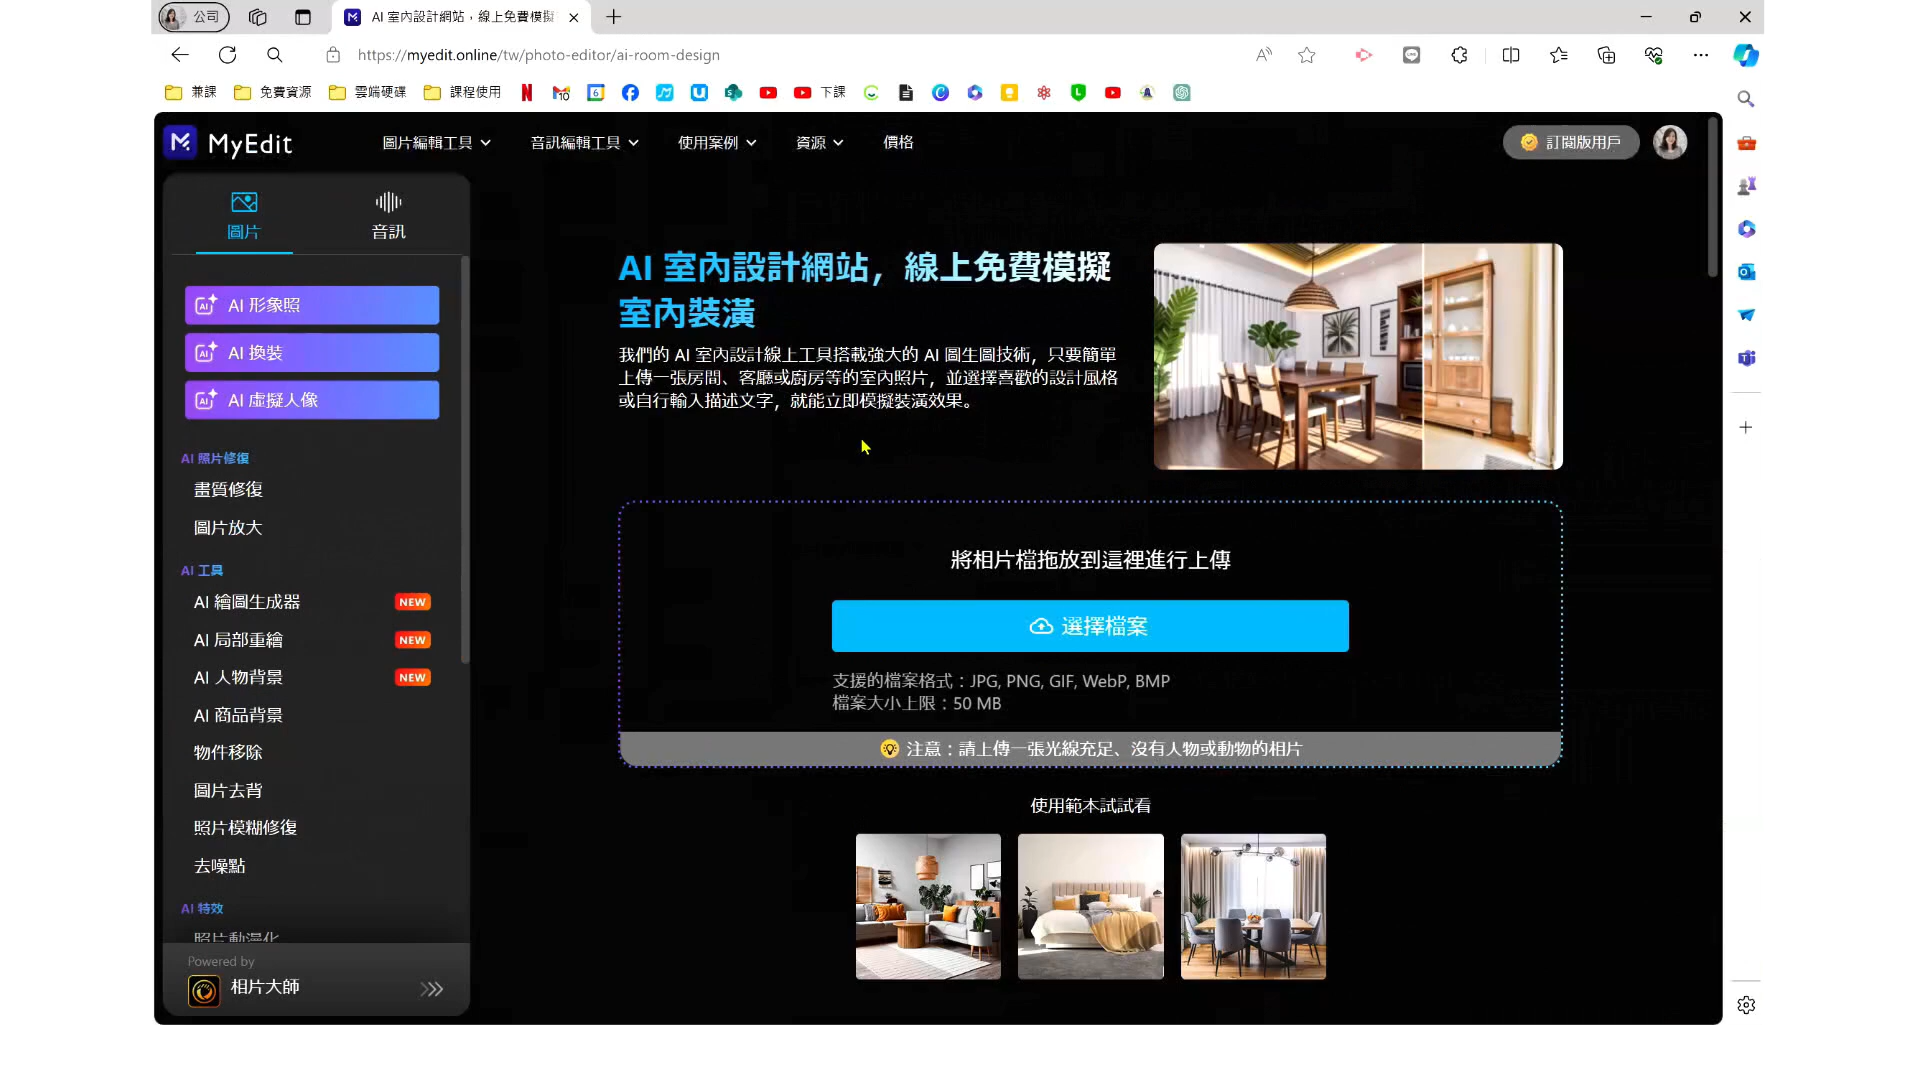 公司
AI 室內設計網站，線上免費模擬
https://myedit.online/tw/photo-editor/ai-room-design
兼課
免費資源
雲端硬碟
課程使用
下課
MyEdit
圖片編輯工具
音訊編輯工具
使用案例
資源
價格
訂閱版用戶
圖片
音訊
AI 形象照
AI 換裝
AI 虛擬人像
AI 照片修復
畫質修復
圖片放大
AI 工具
AI 繪圖生成器 NEW
AI 局部重繪 NEW
AI 人物背景 NEW
AI 商品背景
物件移除
圖片去背
照片模糊修復
去噪點
AI 特效
照片動漫化
Powered by
相片大師
AI 室內設計網站，線上免費模擬
室內裝潢
我們的 AI 室內設計線上工具搭載強大的 AI 圖生圖技術，只要簡單
上傳一張房間、客廳或廚房等的室內照片，並選擇喜歡的設計風格
或自行輸入描述文字，就能立即模擬裝潢效果。
將相片檔拖放到這裡進行上傳
選擇檔案
支援的檔案格式：JPG, PNG, GIF, WebP, BMP
檔案大小上限：50 MB
注意：請上傳一張光線充足、沒有人物或動物的相片
使用範本試試看